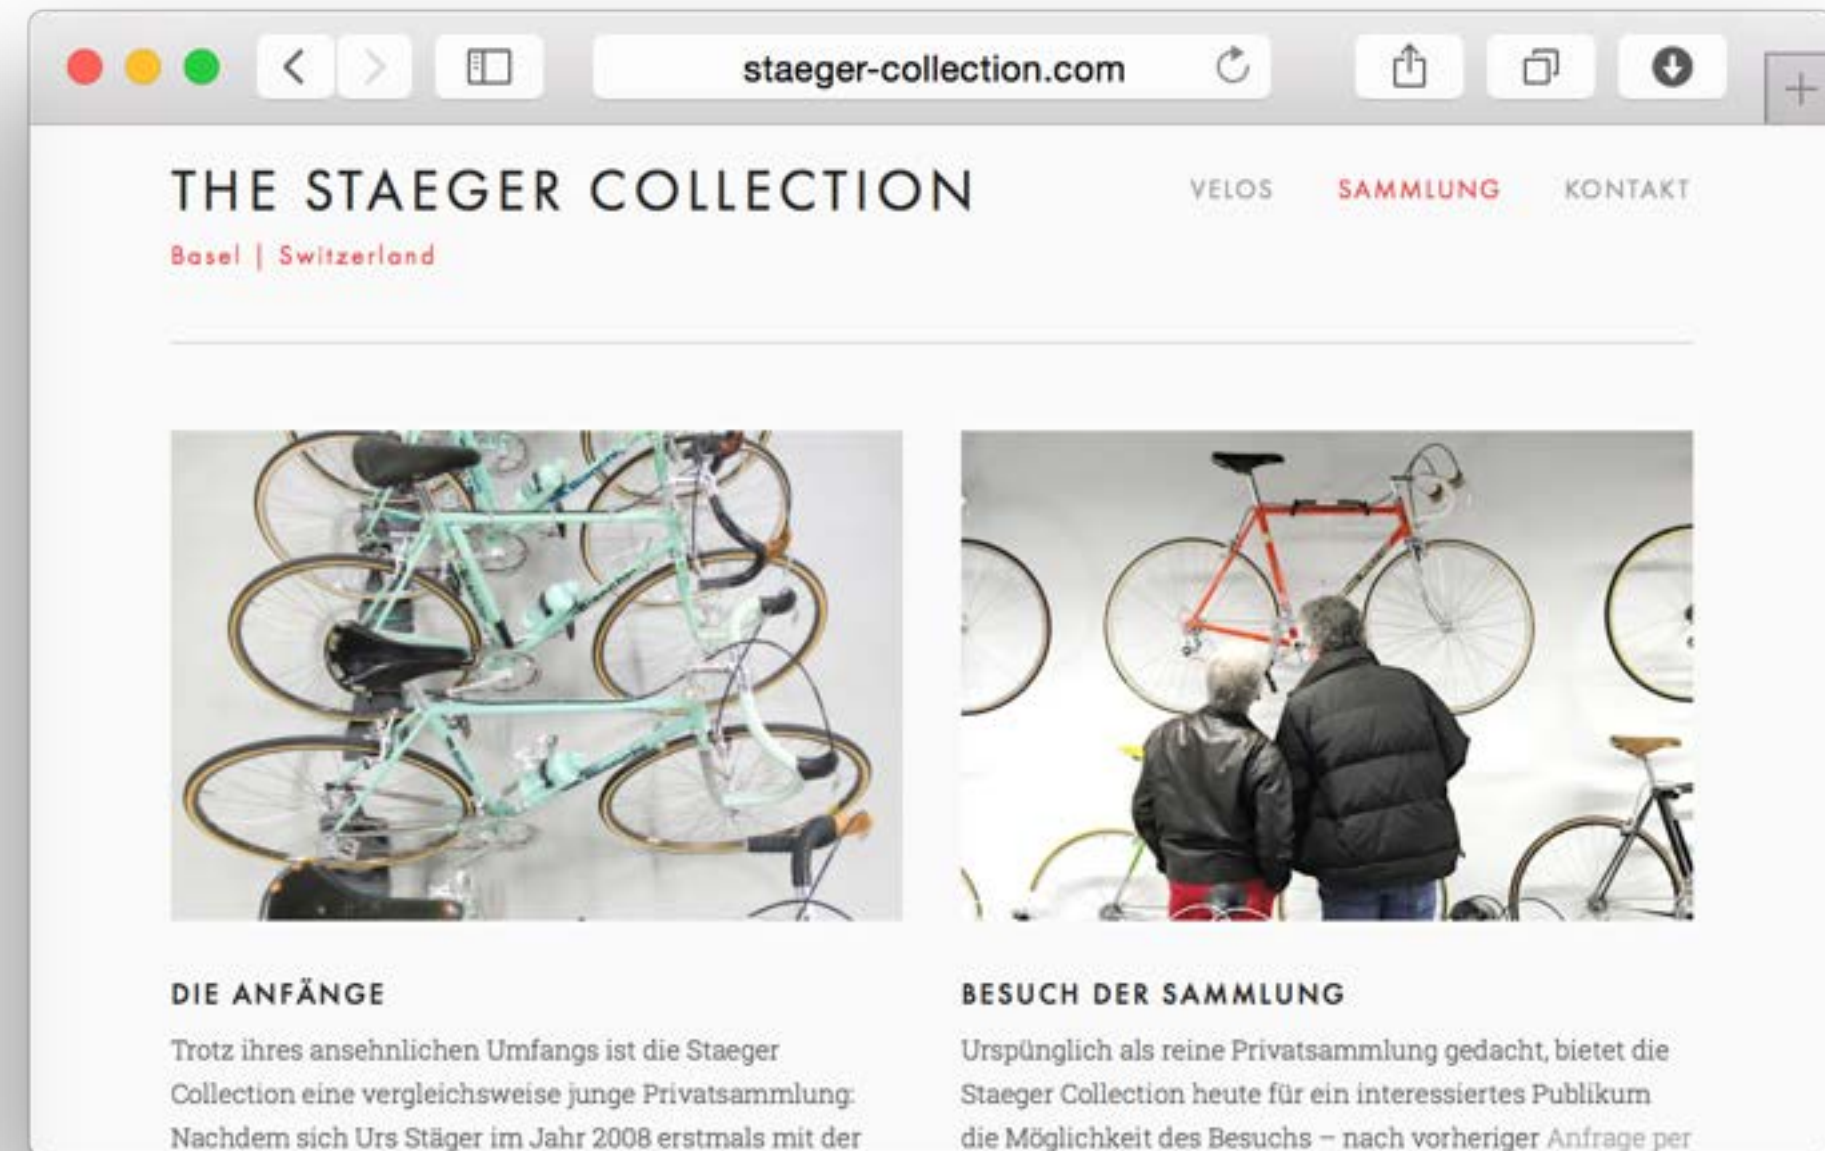 staeger-collection.com
THE STAEGER COLLECTION
VELOS SAMMLUNG KONTAKT
Basel | Switzerland
DIE ANFÄNGE
Trotz ihres ansehnlichen Umfangs ist die Staeger
Collection eine vergleichsweise junge Privatsammlung:
Nachdem sich Urs Stäger im Jahr 2008 erstmals mit der
BESUCH DER SAMMLUNG
Urspünglich als reine Privatsammlung gedacht, bietet die
Staeger Collection heute für ein interessiertes Publikum
die Möglichkeit des Besuchs – nach vorheriger Anfrage per